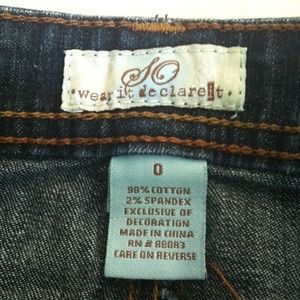 SO
wear it declare it
0
98% COTTON
2% SPANDEX
EXCLUSIVE OF
DECORATION
MADE IN CHINA
RN # 88083
CARE ON REVERSE